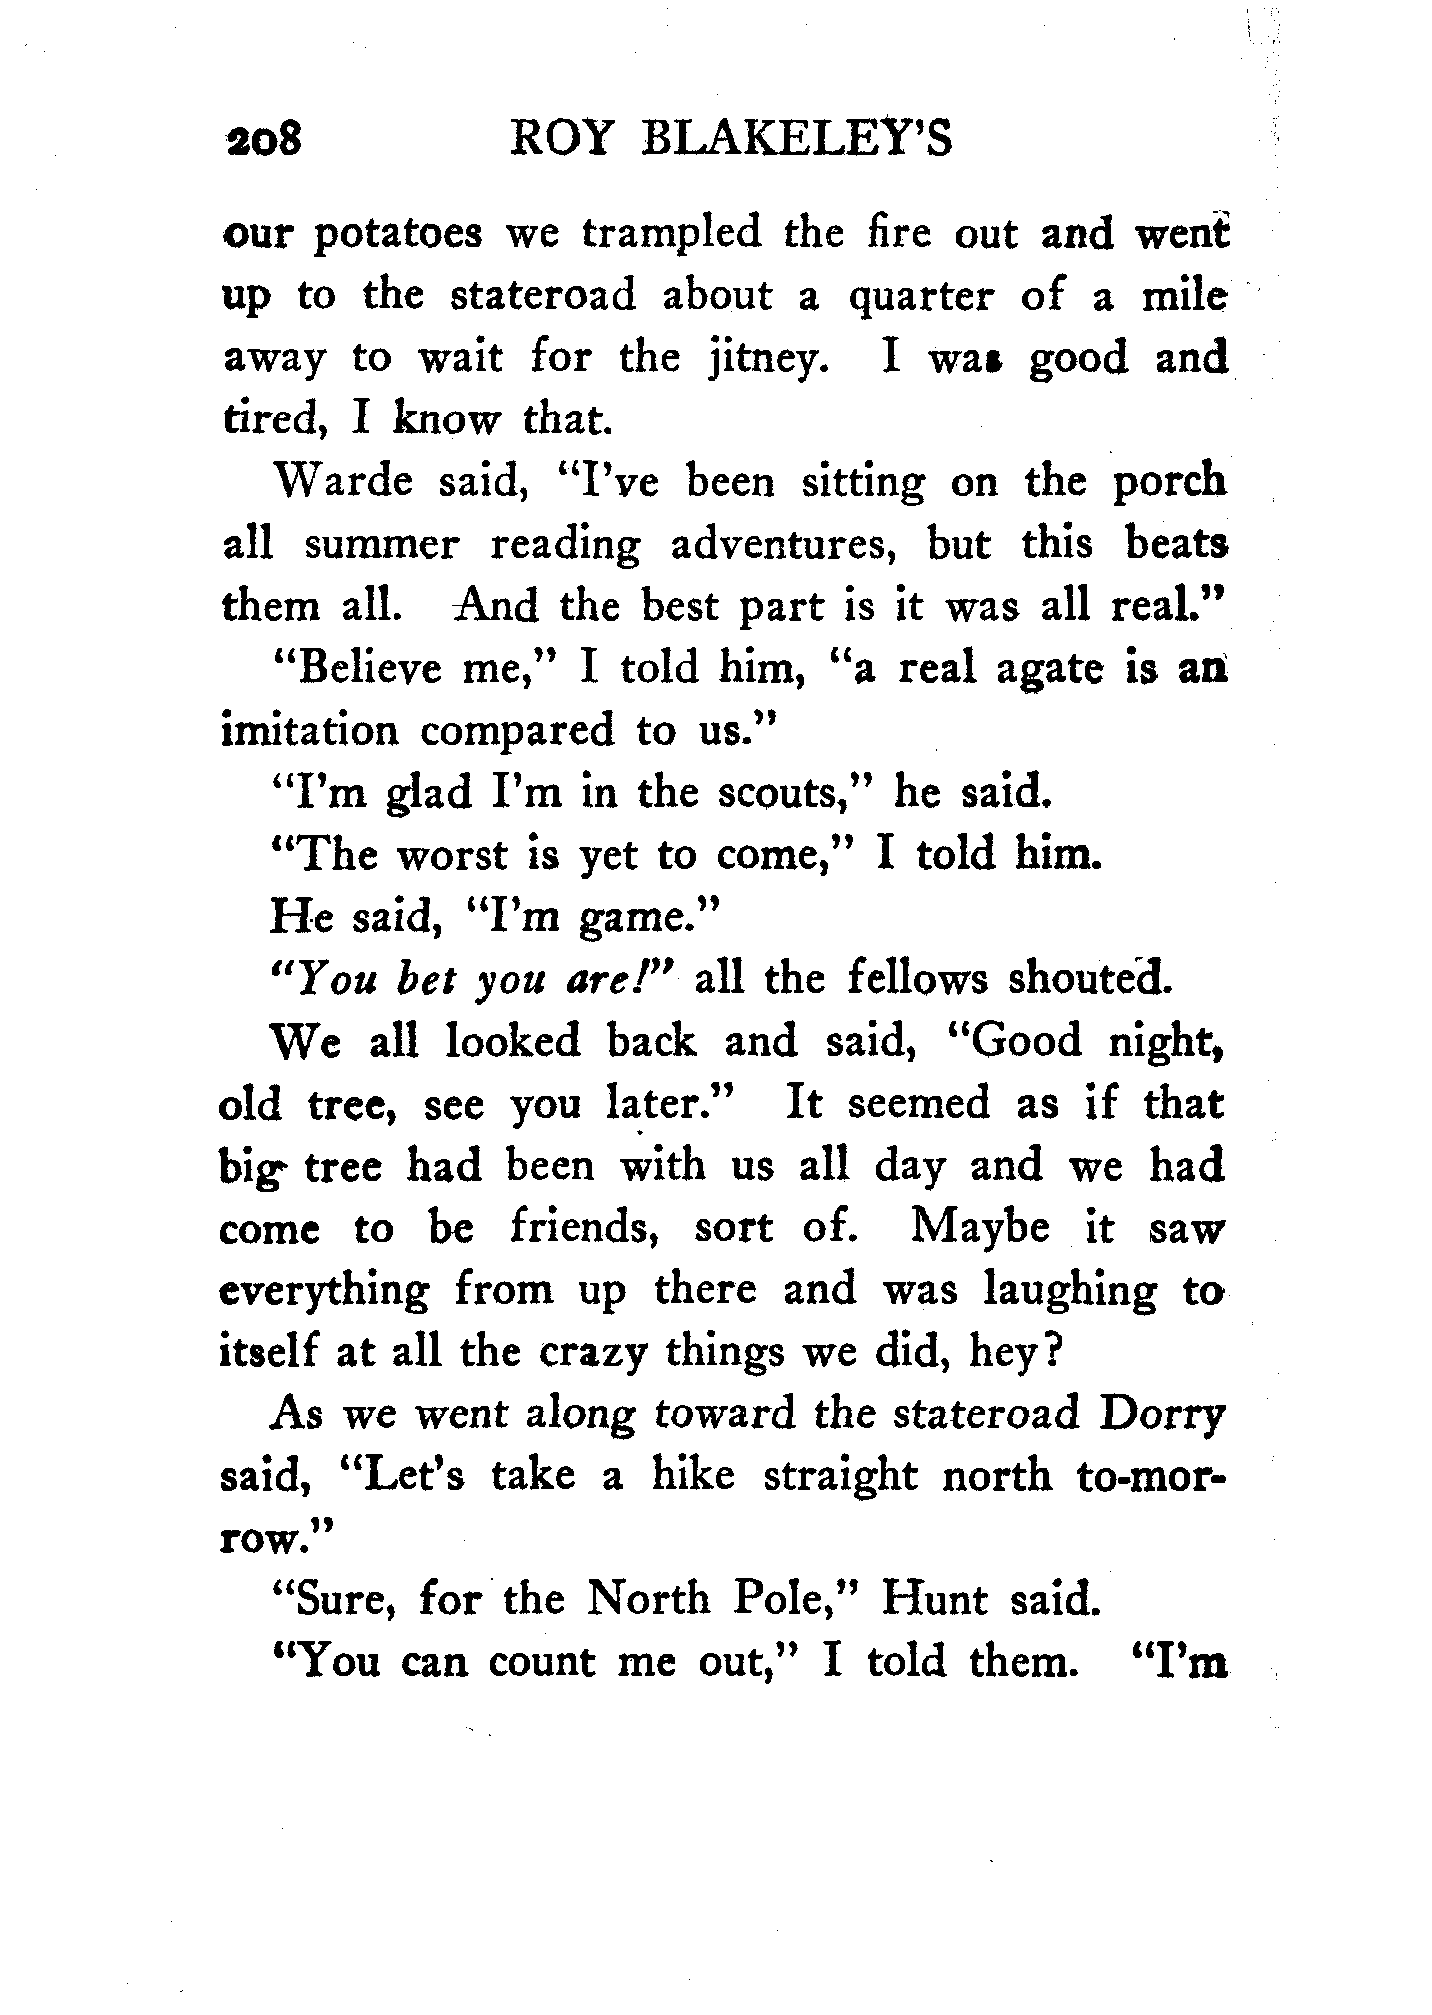 208 ROY BLAKELEY'S
our potatoes we trampled the fire out and went
up to the stateroad about a quarter of a mile
away to wait for the jitney. I was good and
tired, I know that.
Warde said, "I've been sitting on the porch
all summer reading adventures, but this beats
them all. And the best part is it was all real."
"Believe me," I told him, "a real agate is an
imitation compared to us."
"I'm glad I'm in the scouts," he said.
"The worst is yet to come," I told him.
He said, "I'm game."
"You bet you are!" all the fellows shouted.
We all looked back and said, "Good night,
old tree, see you later." It seemed as if that
big tree had been with us all day and we had
come to be friends, sort of. Maybe it saw
everything from up there and was laughing to
itself at all the crazy things we did, hey?
As we went along toward the stateroad Dorry
said, "Let's take a hike straight north to-mor-
row."
"Sure, for the North Pole," Hunt said.
"You can count me out," I told them. "I'm